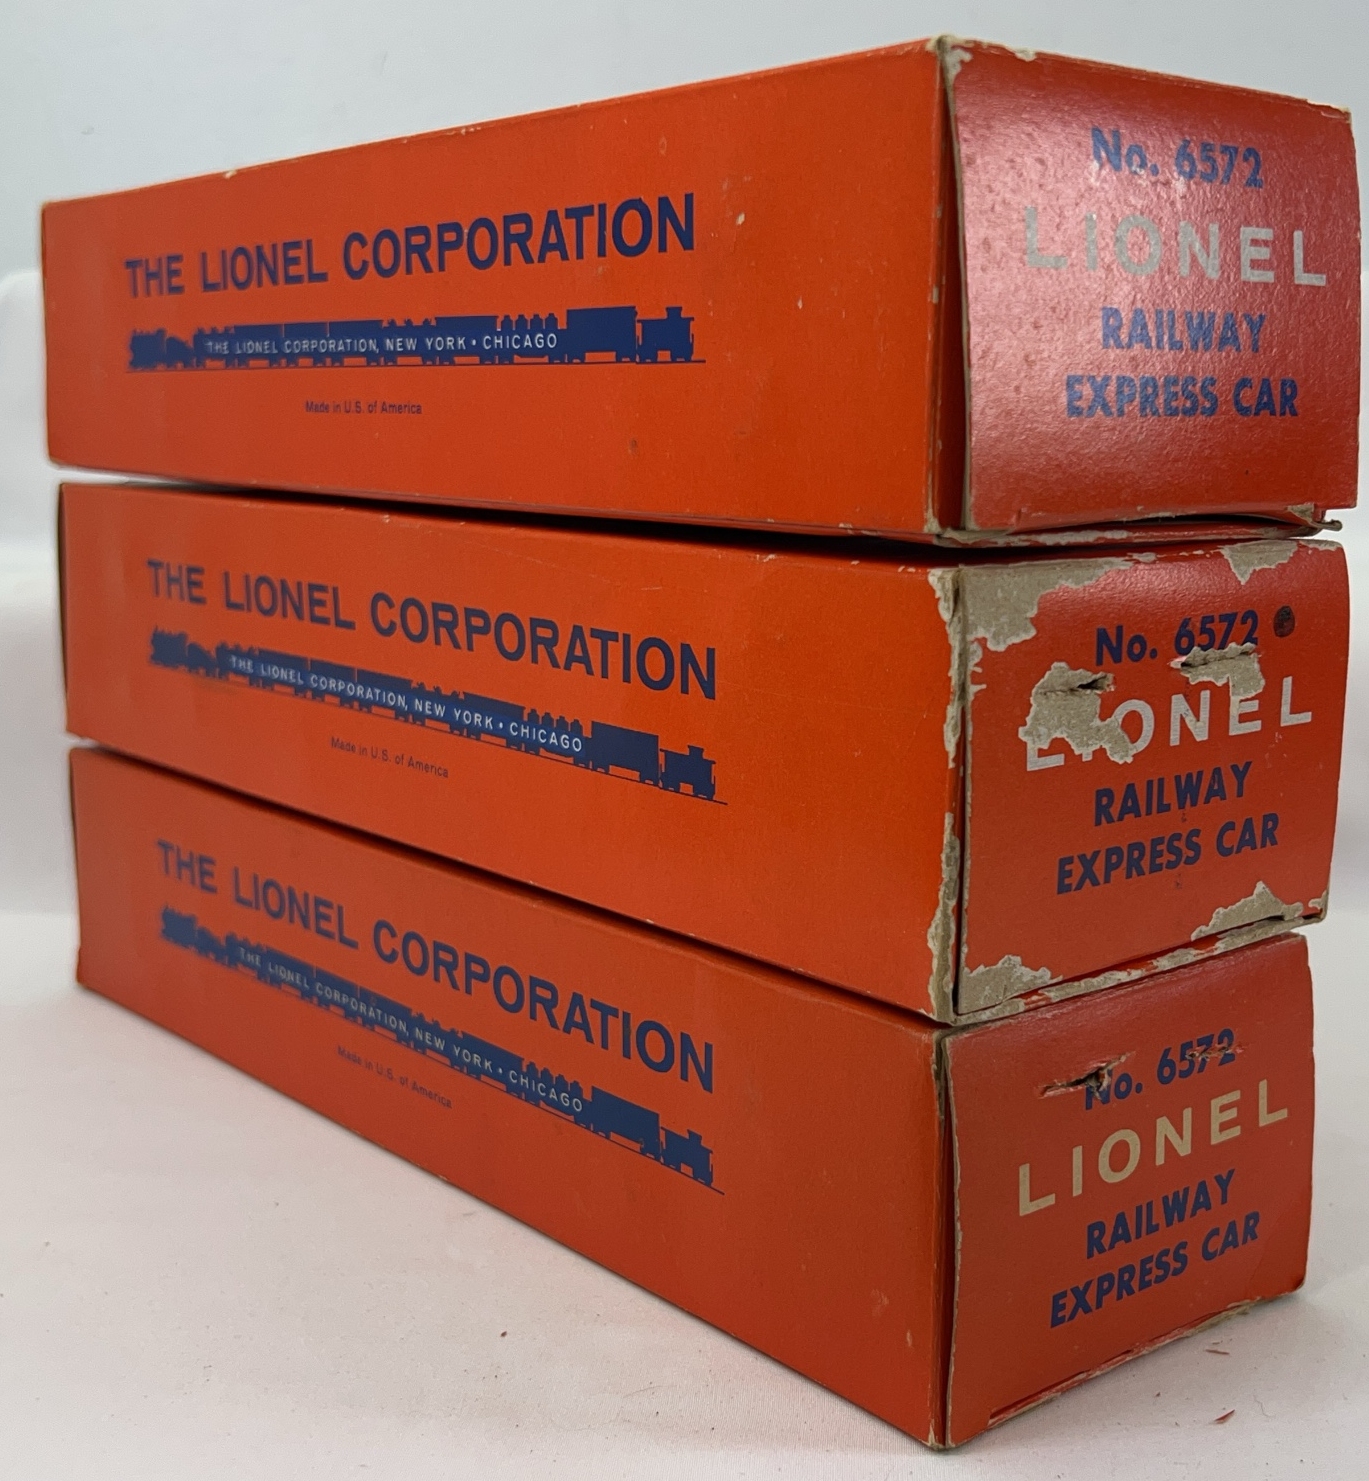 THE LIONEL CORPORATION
THE LIONEL CORPORATION, NEW YORK • CHICAGO
Made in U.S. of America
No. 6572
LIONEL
RAILWAY
EXPRESS CAR
THE LIONEL CORPORATION
THE LIONEL CORPORATION, NEW YORK • CHICAGO
Made in U.S. of America
No. 6572
LIONEL
RAILWAY
EXPRESS CAR
THE LIONEL CORPORATION
THE LIONEL CORPORATION, NEW YORK • CHICAGO
Made in U.S. of America
No. 6572
LIONEL
RAILWAY
EXPRESS CAR